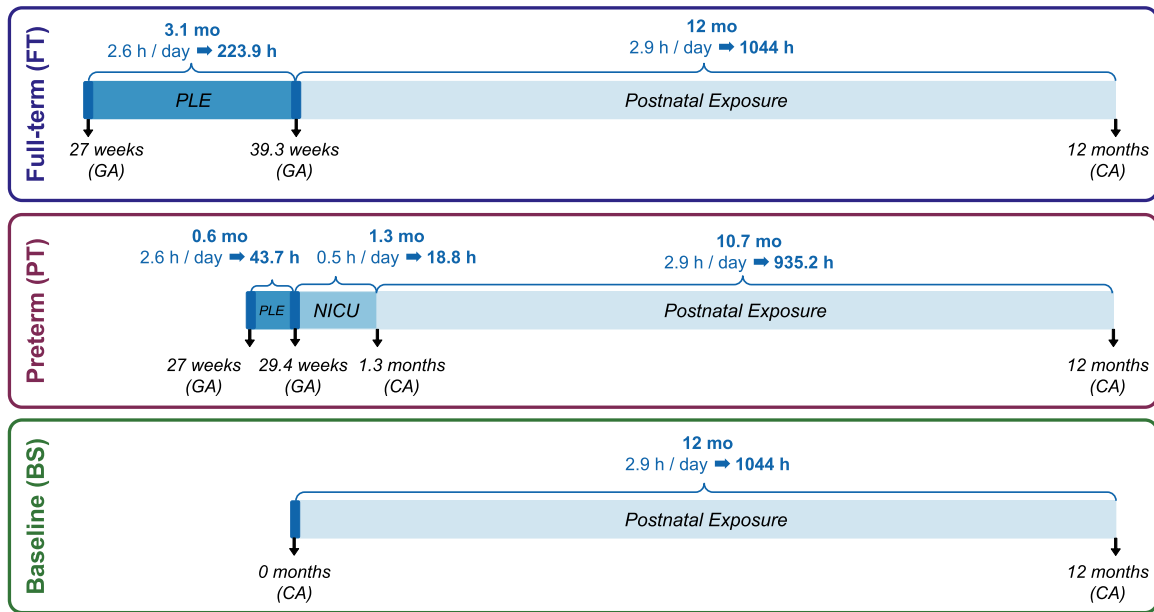 Full-term (FT)
3.1 mo
2.6 h / day ➡ 223.9 h
12 mo
2.9 h / day ➡ 1044 h
PLE
Postnatal Exposure
27 weeks
(GA)
39.3 weeks
(GA)
12 months
(CA)
Preterm (PT)
0.6 mo
2.6 h / day ➡ 43.7 h
1.3 mo
0.5 h / day ➡ 18.8 h
10.7 mo
2.9 h / day ➡ 935.2 h
PLE
NICU
Postnatal Exposure
27 weeks
(GA)
29.4 weeks
(GA)
1.3 months
(CA)
12 months
(CA)
Baseline (BS)
12 mo
2.9 h / day ➡ 1044 h
Postnatal Exposure
0 months
(CA)
12 months
(CA)